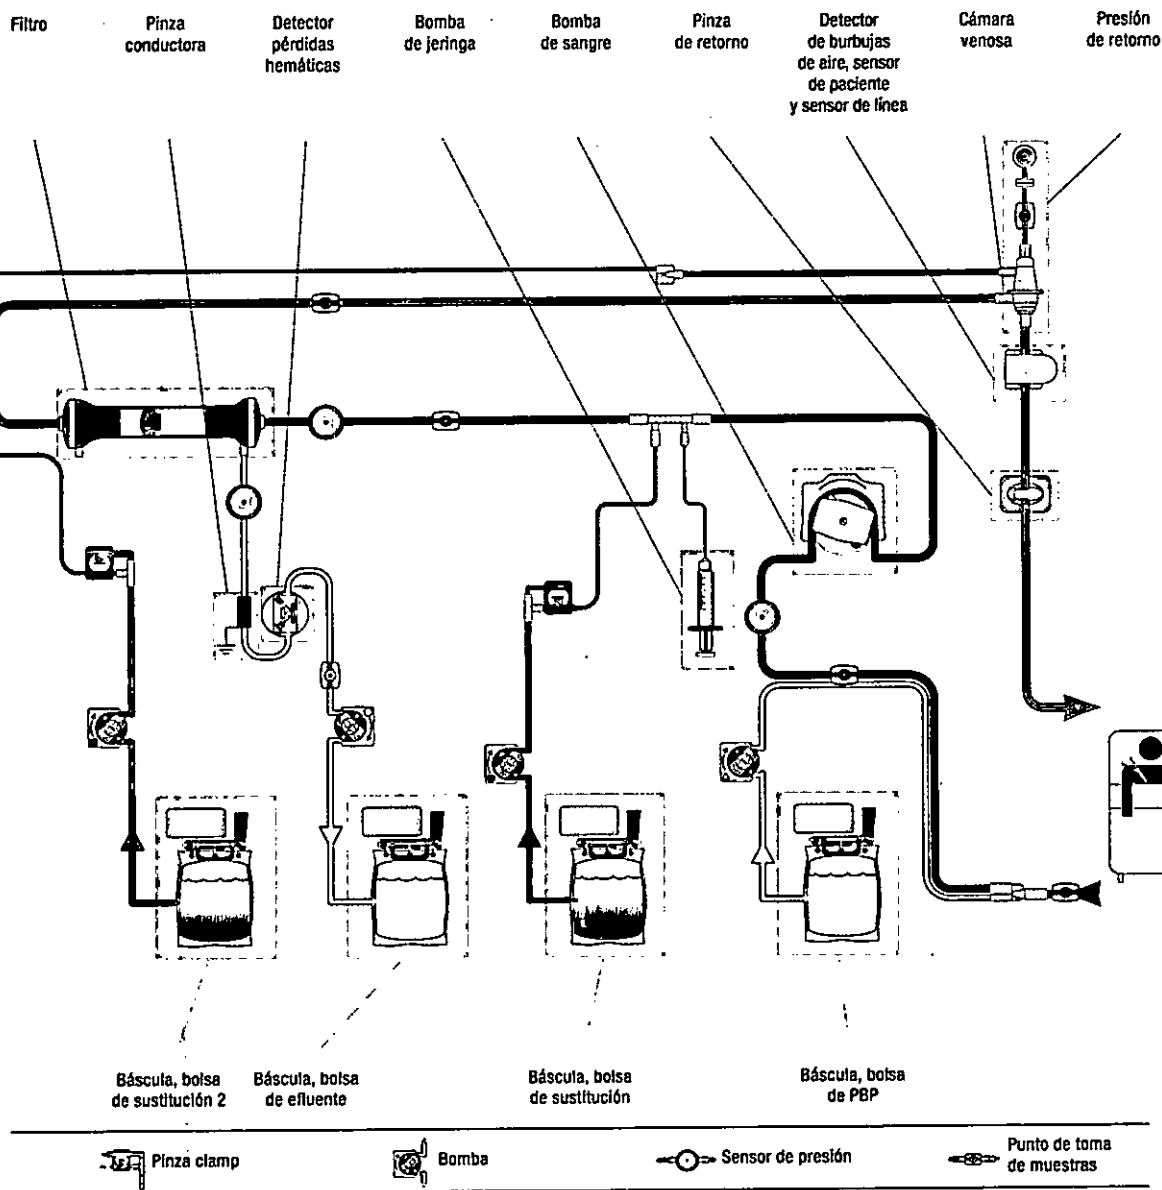 Filtro
Pinza
conductora
Detector
pérdidas
hemáticas
Bomba
de jeringa
Bomba
de sangre
Pinza
de retorno
Detector
de burbujas
de aire, sensor
de paciente
y sensor de línea
Cámara
venosa
Presión
de retorno
Báscula, bolsa
de sustitución 2
Báscula, bolsa
de efluente
Báscula, bolsa
de sustitución
Báscula, bolsa
de PBP
Pinza clamp
Bomba
Sensor de presión
Punto de toma
de muestras